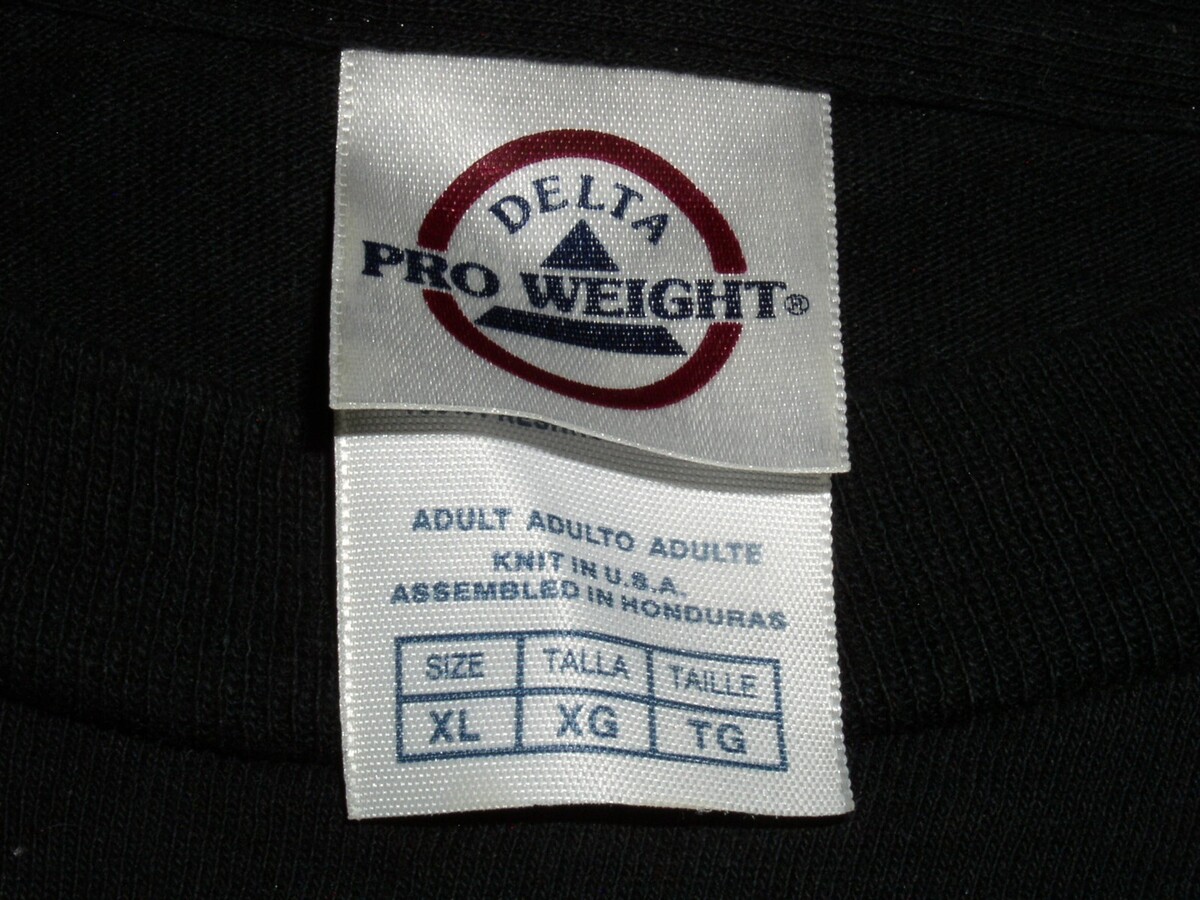 DELTA
PRO WEIGHT®
ADULT ADULTO ADULTE
KNIT IN U.S.A.
ASSEMBLED IN HONDURAS
SIZE TALLA TAILLE
XL XG TG